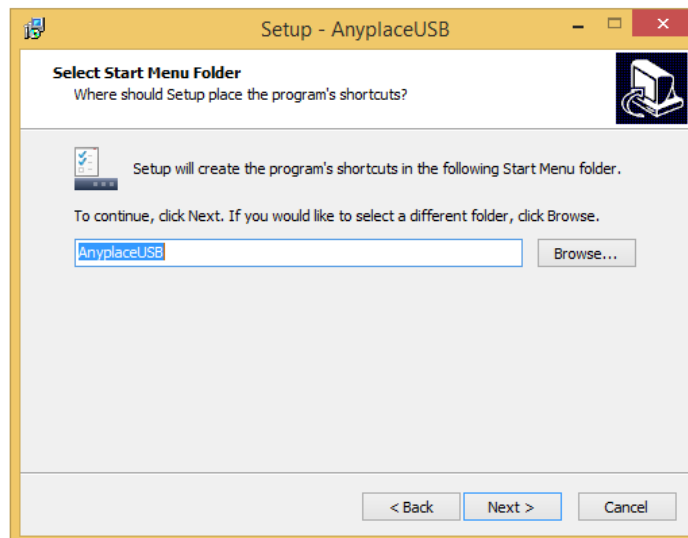 Setup - AnyplaceUSB
Select Start Menu Folder
Where should Setup place the program's shortcuts?
Setup will create the program's shortcuts in the following Start Menu folder.
To continue, click Next. If you would like to select a different folder, click Browse.
AnyplaceUSB
Browse...
< Back
Next >
Cancel